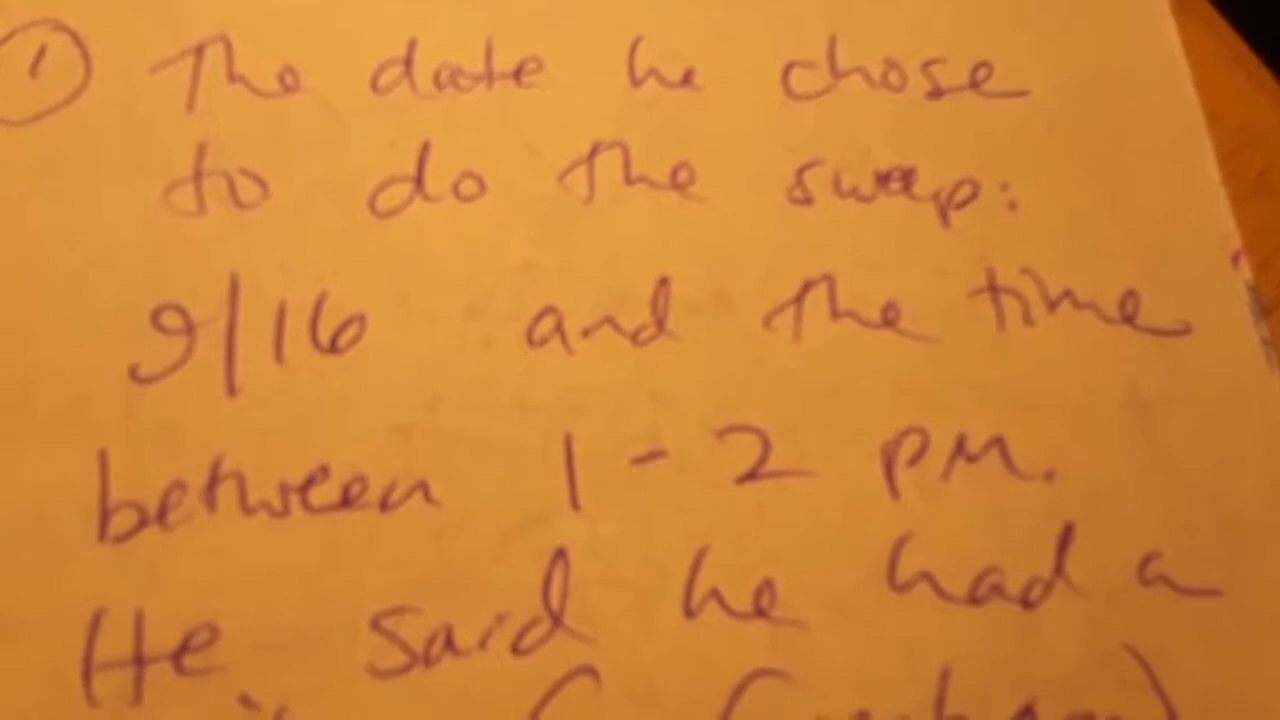 ① The date he chose
to do the swap:
9/16 and the time
between 1-2 pm.
He said he had a